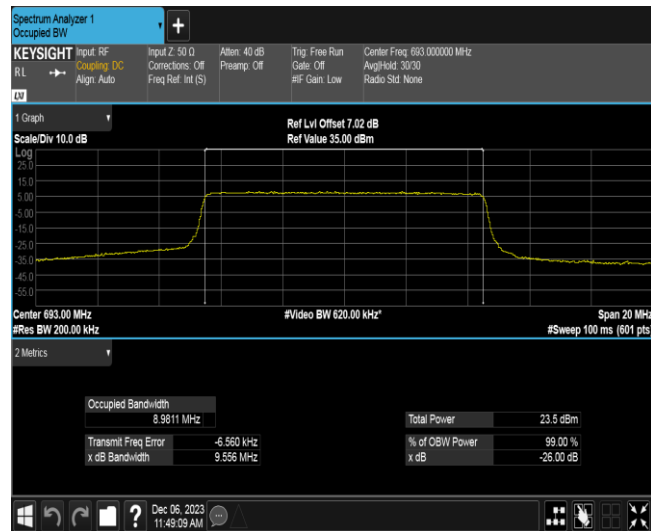 Spectrum Analyzer 1
Occupied BW
KEYSIGHT
RL
LXI
Input: RF
Coupling: DC
Align: Auto
Input Z: 50 Ω
Corrections: Off
Freq Ref: Int (S)
Atten: 40 dB
Preamp: Off
Trig: Free Run
Gate: Off
#IF Gain: Low
Center Freq: 693.000000 MHz
Avg|Hold: 30/30
Radio Std: None
1 Graph
Scale/Div 10.0 dB
Ref Lvl Offset 7.02 dB
Ref Value 35.00 dBm
Log
25.0
15.0
5.00
-5.00
-15.0
-25.0
-35.0
-45.0
-55.0
Center 693.00 MHz
#Res BW 200.00 kHz
#Video BW 620.00 kHz*
Span 20 MHz
#Sweep 100 ms (601 pts)
2 Metrics
Occupied Bandwidth
8.9811 MHz
Transmit Freq Error -6.560 kHz
x dB Bandwidth 9.556 MHz
Total Power 23.5 dBm
% of OBW Power 99.00 %
x dB -26.00 dB
?
Dec 06, 2023
11:49:09 AM